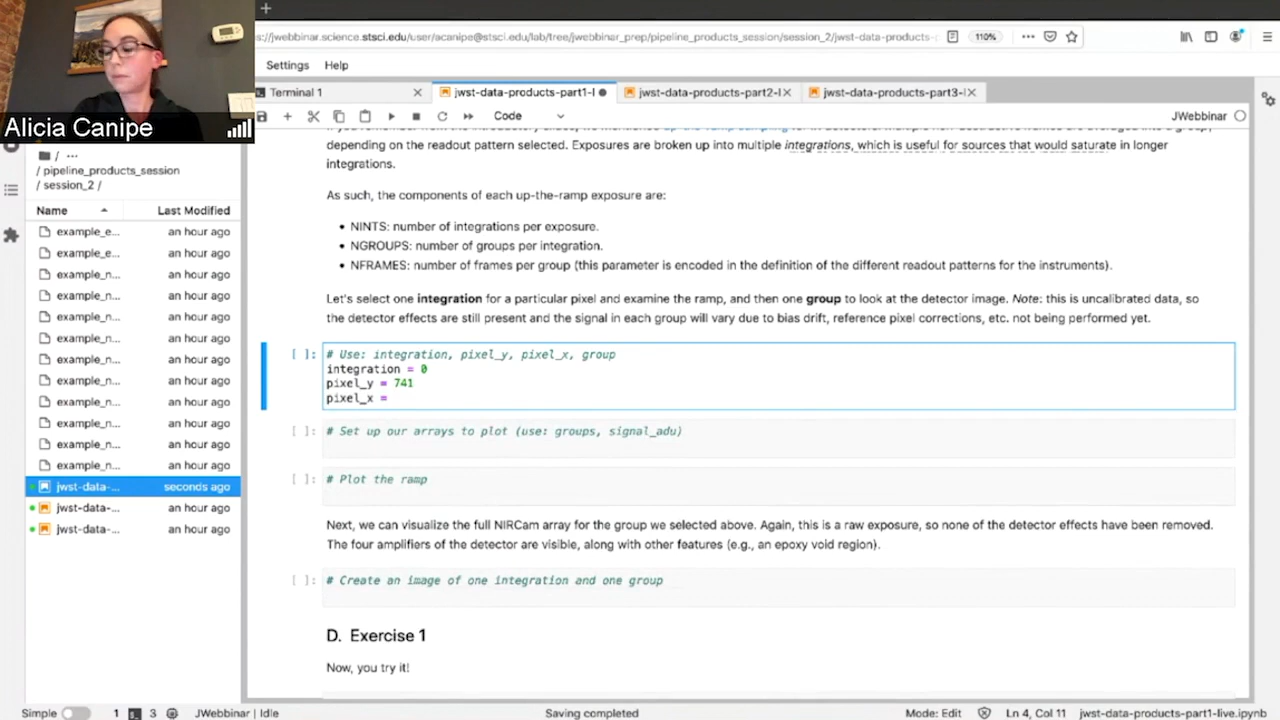 Alicia Canipe
+
s://jwebbinar.science.stsci.edu/user/acanipe@stsci.edu/lab/tree/jwebbinar_prep/pipeline_products_session/session_2/jwst-data-products-
110%
Settings Help
Terminal 1
jwst-data-products-part1-l
jwst-data-products-part2-l
jwst-data-products-part3-l
Code
JWebbinar
/ ...
/ pipeline_products_session
/ session_2 /
Name Last Modified
example_e... an hour ago
example_e... an hour ago
example_n... an hour ago
example_n... an hour ago
example_n... an hour ago
example_n... an hour ago
example_n... an hour ago
example_n... an hour ago
example_n... an hour ago
example_n... an hour ago
example_n... an hour ago
example_n... an hour ago
jwst-data-... seconds ago
jwst-data-... an hour ago
jwst-data-... an hour ago
depending on the readout pattern selected. Exposures are broken up into multiple integrations, which is useful for sources that would saturate in longer
integrations.
As such, the components of each up-the-ramp exposure are:
• NINTS: number of integrations per exposure.
• NGROUPS: number of groups per integration.
• NFRAMES: number of frames per group (this parameter is encoded in the definition of the different readout patterns for the instruments).
Let's select one integration for a particular pixel and examine the ramp, and then one group to look at the detector image. Note: this is uncalibrated data, so
the detector effects are still present and the signal in each group will vary due to bias drift, reference pixel corrections, etc. not being performed yet.
[ ]: # Use: integration, pixel_y, pixel_x, group
integration = 0
pixel_y = 741
pixel_x =
[ ]: # Set up our arrays to plot (use: groups, signal_adu)
[ ]: # Plot the ramp
Next, we can visualize the full NIRCam array for the group we selected above. Again, this is a raw exposure, so none of the detector effects have been removed.
The four amplifiers of the detector are visible, along with other features (e.g., an epoxy void region).
[ ]: # Create an image of one integration and one group
D. Exercise 1
Now, you try it!
Simple 1 3 JWebbinar | Idle Saving completed Mode: Edit Ln 4, Col 11 jwst-data-products-part1-live.ipynb